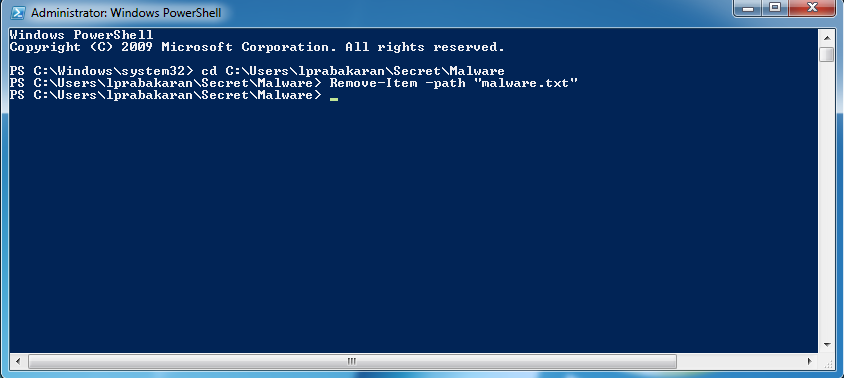 Administrator: Windows PowerShell
Windows PowerShell
Copyright (C) 2009 Microsoft Corporation. All rights reserved.
PS C:\Windows\system32> cd C:\Users\lprabakaran\Secret\Malware
PS C:\Users\lprabakaran\Secret\Malware> Remove-Item -path "malware.txt"
PS C:\Users\lprabakaran\Secret\Malware>